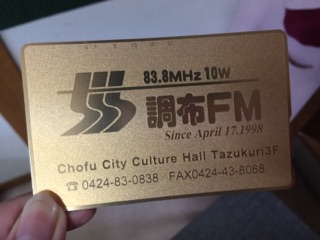 83.8MHz 10W
調布FM
Since April 17.1998
Chofu City Culture Hall Tazukuri3F
☎0424-83-0838 FAX0424-43-8068